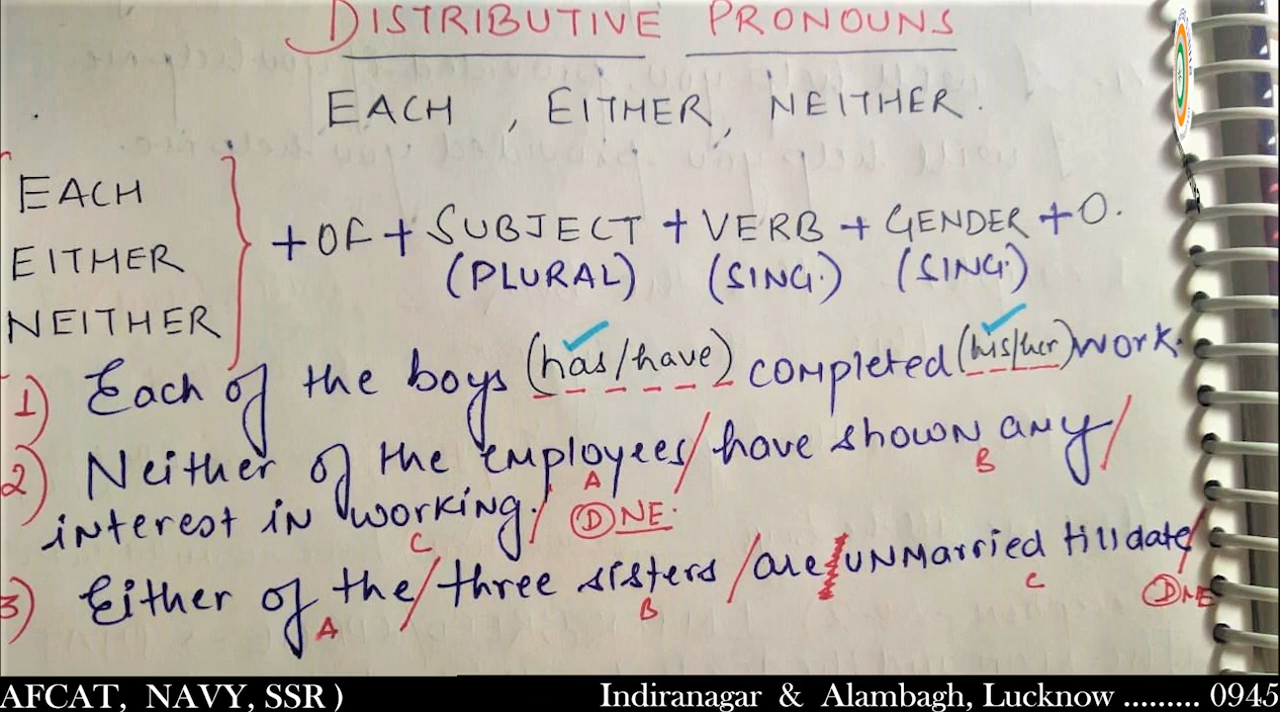 DISTRIBUTIVE PRONOUNS
EACH , EITHER, NEITHER.
EACH
EITHER
NEITHER
+ OF + SUBJECT + VERB + GENDER + O.
(PLURAL) (SING.) (SING.)
1) Each of the boys (has/have) completed (his/her) work.
2) Neither of the employees/ have shown any/
A B
interest in working./ D NE.
C
3) Either of the/ three sisters /are/ unmarried till date/
A B C D NE
AFCAT, NAVY, SSR ) Indiranagar & Alambagh, Lucknow ......... 0945